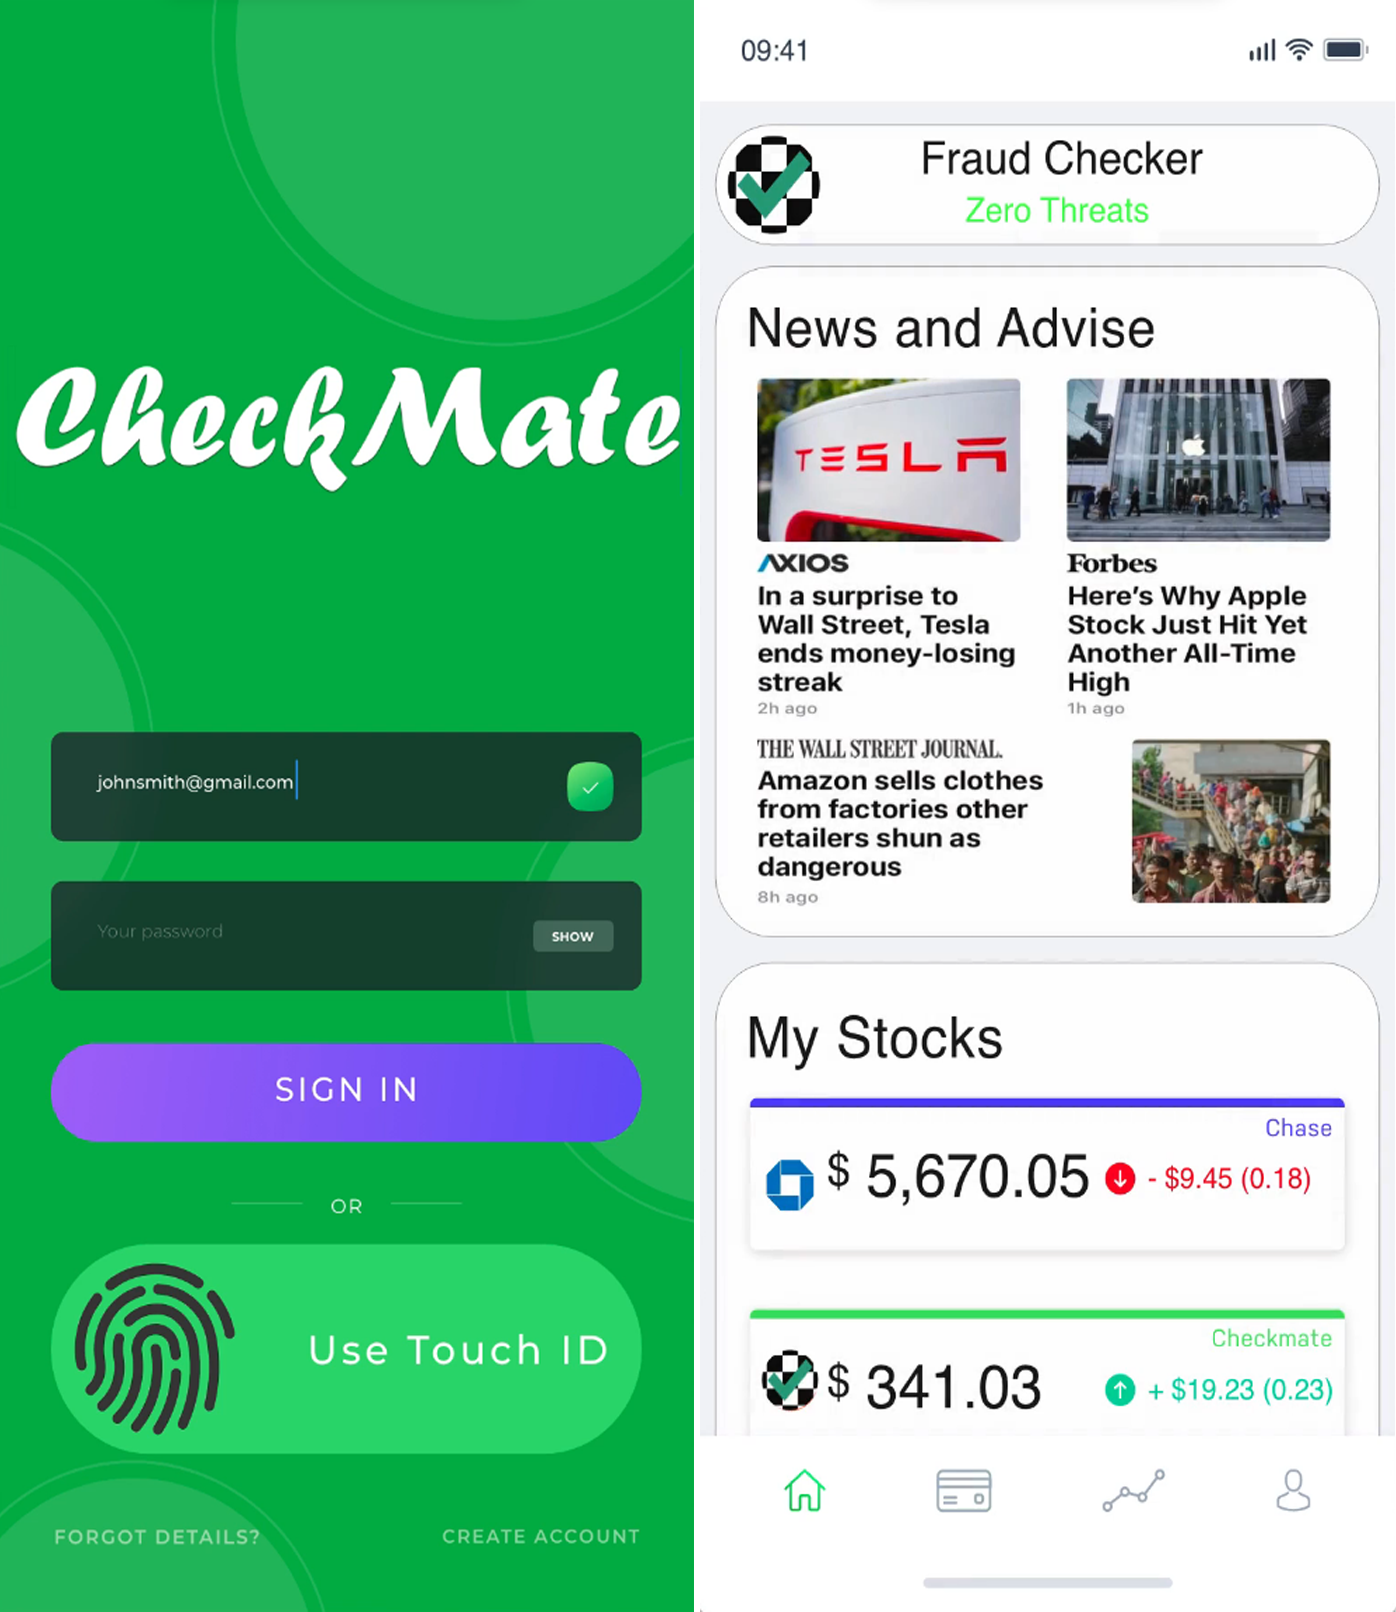 CheckMate
johnsmith@gmail.com
Your password
SHOW
SIGN IN
OR
Use Touch ID
FORGOT DETAILS?
CREATE ACCOUNT
09:41
Fraud Checker
Zero Threats
News and Advise
TESLA
AXIOS
In a surprise to
Wall Street, Tesla
ends money-losing
streak
2h ago
Forbes
Here's Why Apple
Stock Just Hit Yet
Another All-Time
High
1h ago
THE WALL STREET JOURNAL.
Amazon sells clothes
from factories other
retailers shun as
dangerous
8h ago
My Stocks
Chase
$ 5,670.05 - $9.45 (0.18)
Checkmate
$ 341.03 + $19.23 (0.23)